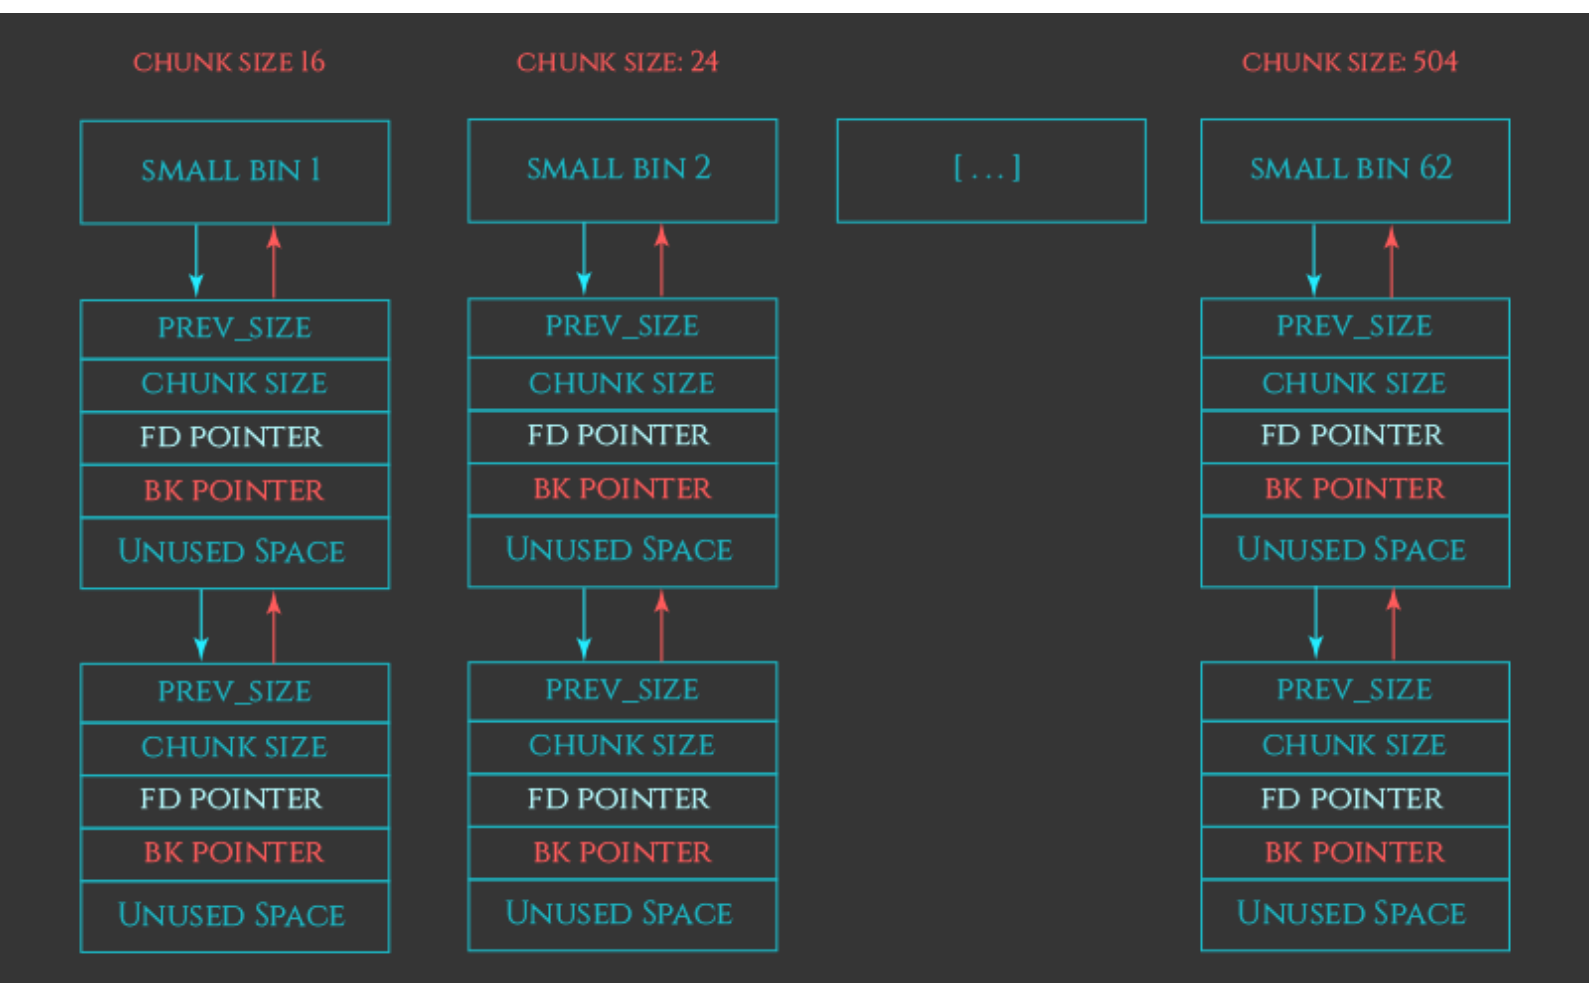 CHUNK SIZE 16
CHUNK SIZE: 24
CHUNK SIZE: 504
SMALL BIN 1
SMALL BIN 2
[...]
SMALL BIN 62
PREV_SIZE
CHUNK SIZE
FD POINTER
BK POINTER
UNUSED SPACE
PREV_SIZE
CHUNK SIZE
FD POINTER
BK POINTER
UNUSED SPACE
PREV_SIZE
CHUNK SIZE
FD POINTER
BK POINTER
UNUSED SPACE
PREV_SIZE
CHUNK SIZE
FD POINTER
BK POINTER
UNUSED SPACE
PREV_SIZE
CHUNK SIZE
FD POINTER
BK POINTER
UNUSED SPACE
PREV_SIZE
CHUNK SIZE
FD POINTER
BK POINTER
UNUSED SPACE